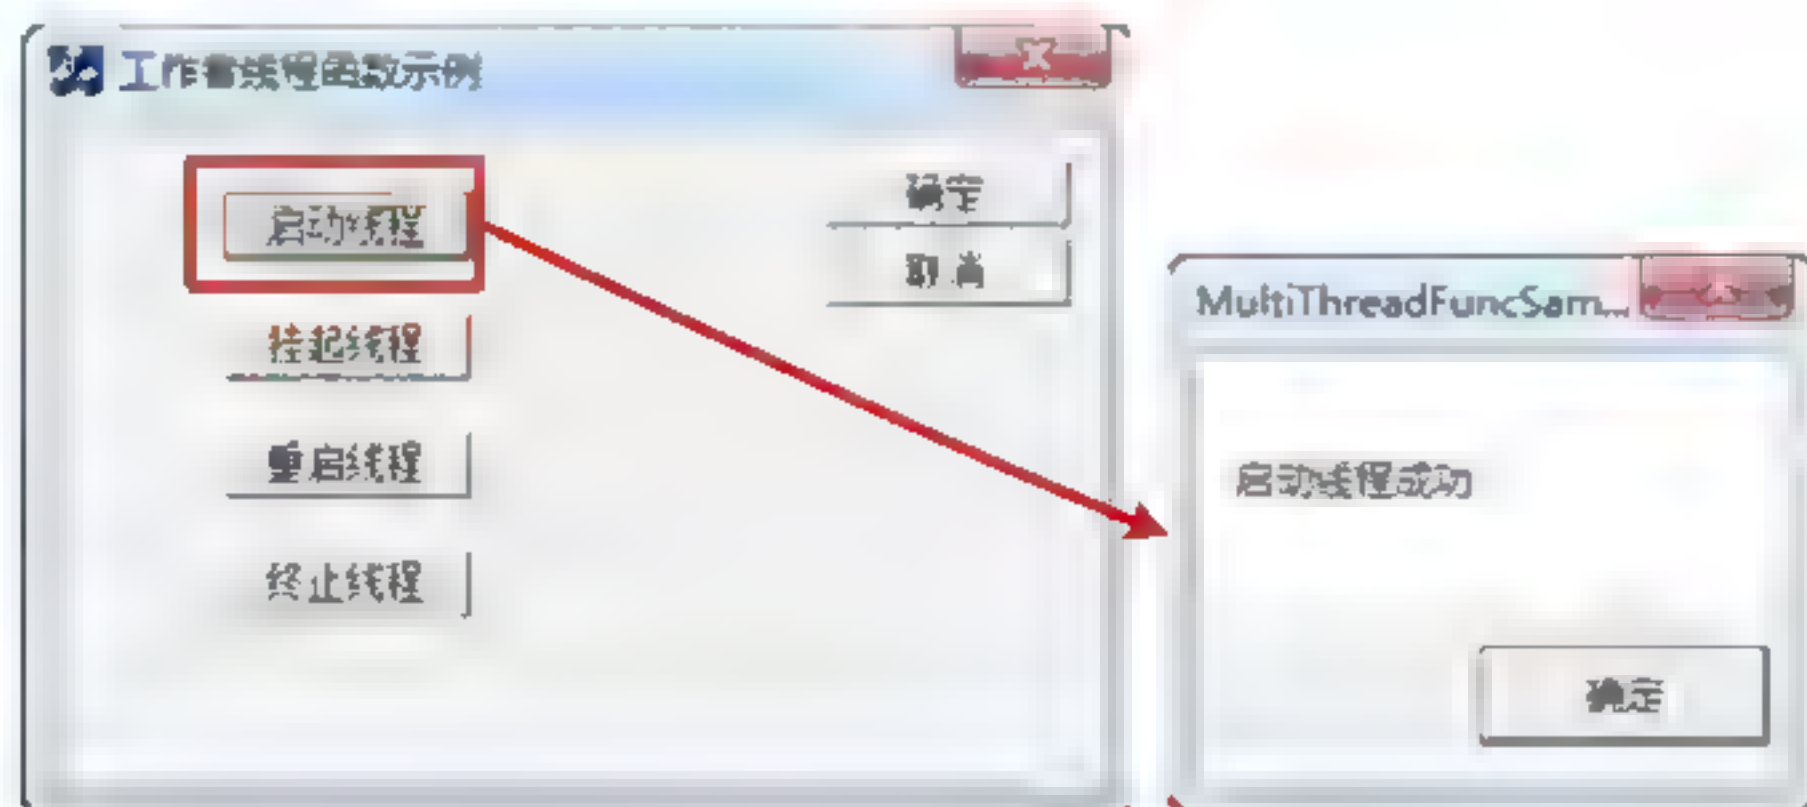 工作者线程函数示例
启动线程
确定
取消
挂起线程
重启线程
终止线程
MultiThreadFuncSam...
启动线程成功
确定